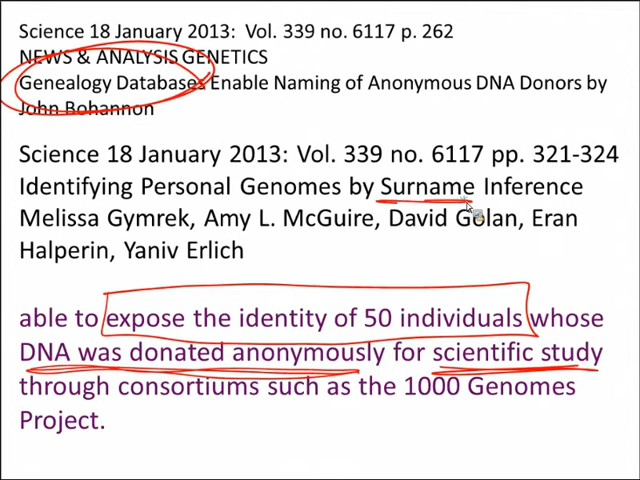 Science 18 January 2013: Vol. 339 no. 6117 p. 262
NEWS & ANALYSIS GENETICS
Genealogy Databases Enable Naming of Anonymous DNA Donors by
John Bohannon
Science 18 January 2013: Vol. 339 no. 6117 pp. 321-324
Identifying Personal Genomes by Surname Inference
Melissa Gymrek, Amy L. McGuire, David Golan, Eran
Halperin, Yaniv Erlich
able to expose the identity of 50 individuals whose
DNA was donated anonymously for scientific study
through consortiums such as the 1000 Genomes
Project.